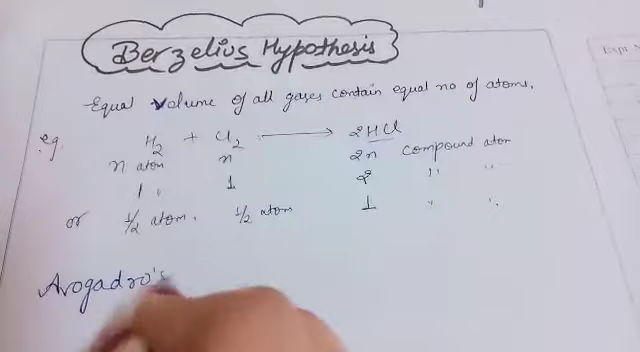 Berzelius Hypothesis
Equal volume of all gases contain equal no of atoms.
eg. H2 + Cl2 → 2HCl
n atom n 2n compound atom
1 " 1 2 " "
or 1/2 atom. 1/2 atom 1 " "
Avogadro's
Expt N